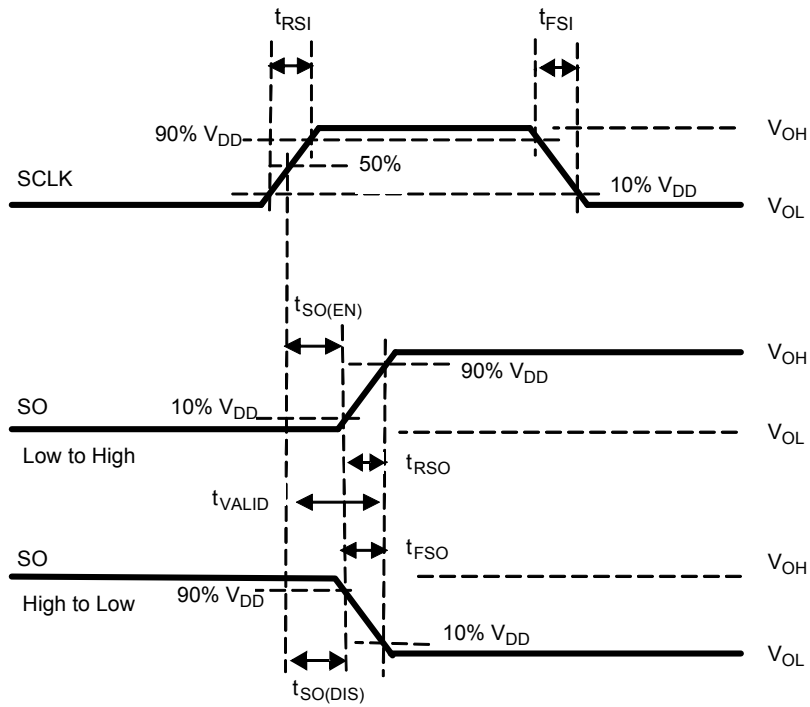 tRSI
tFSI
90% VDD
VOH
50%
SCLK
10% VDD
VOL
tSO(EN)
VOH
90% VDD
SO
10% VDD
VOL
Low to High
tRSO
tVALID
tFSO
SO
VOH
90% VDD
High to Low
10% VDD
VOL
tSO(DIS)